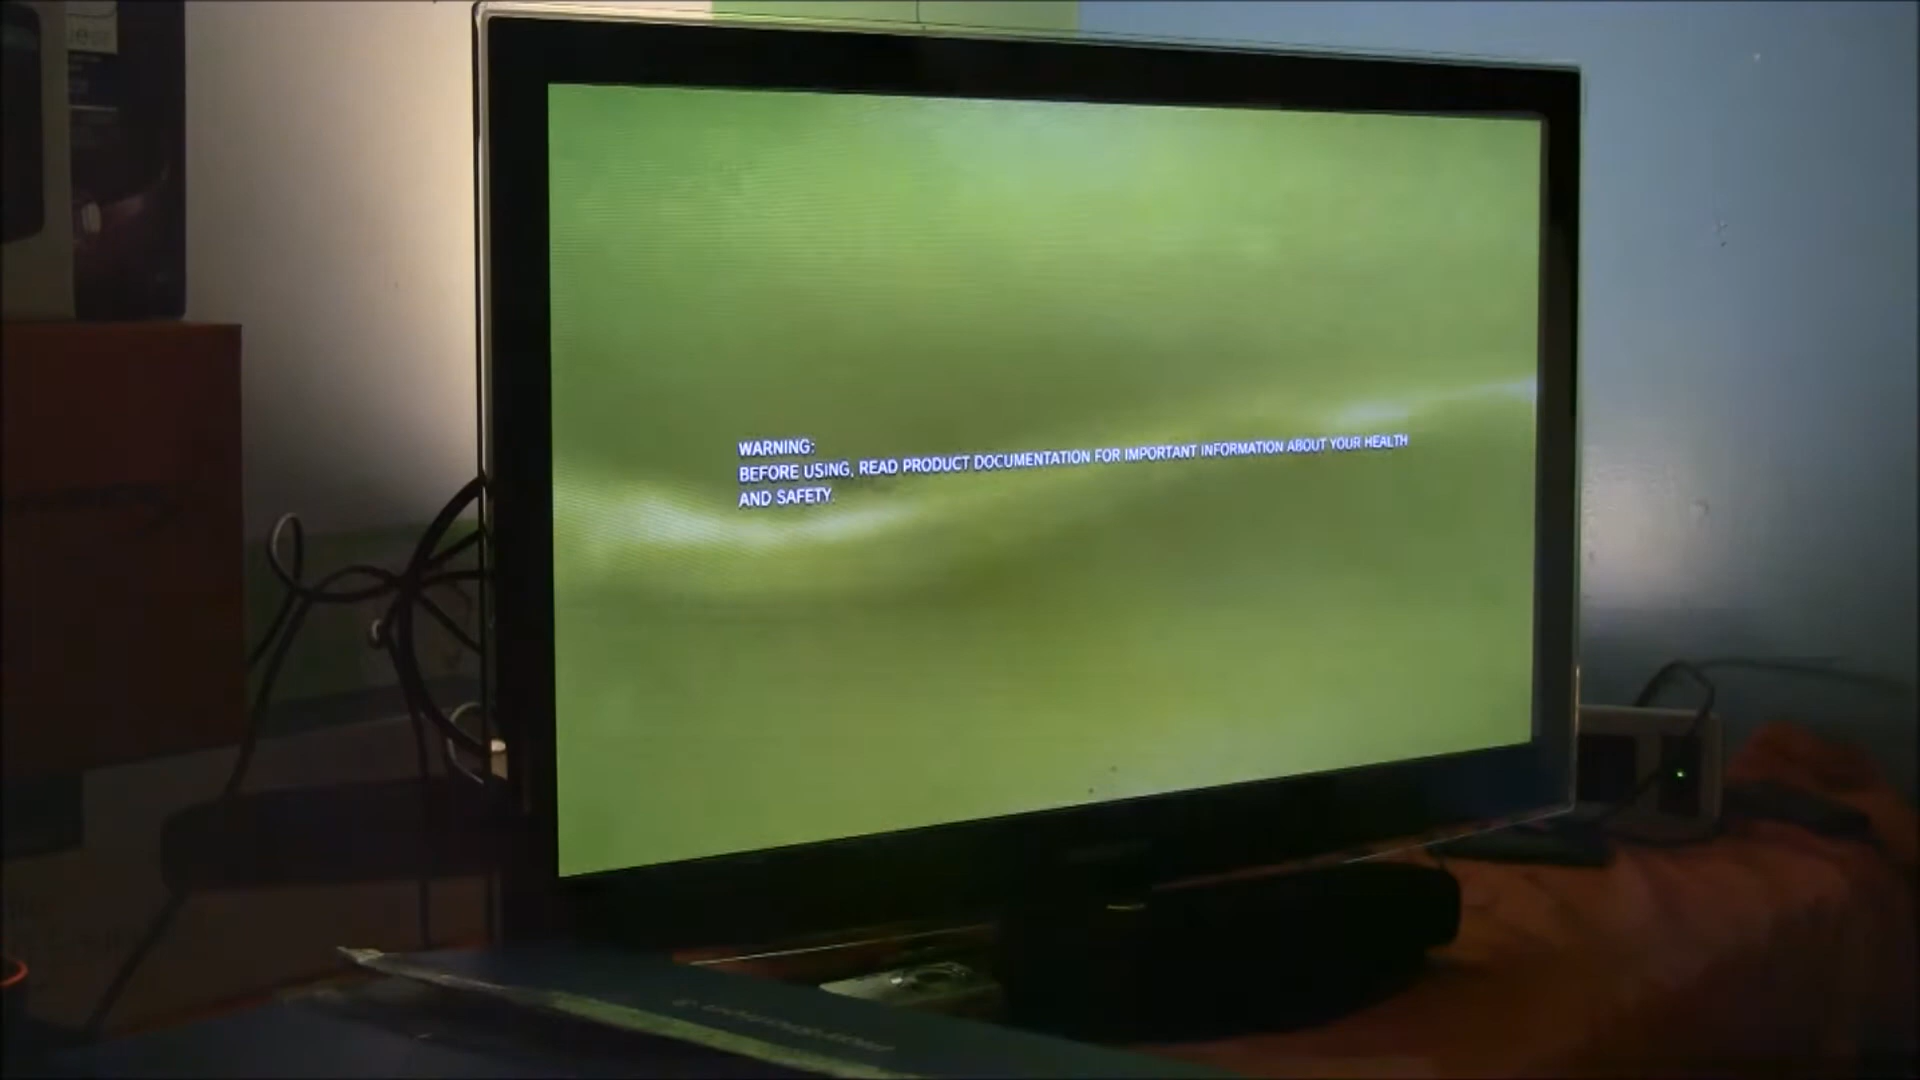 WARNING:
BEFORE USING, READ PRODUCT DOCUMENTATION FOR IMPORTANT INFORMATION ABOUT YOUR HEALTH
AND SAFETY.